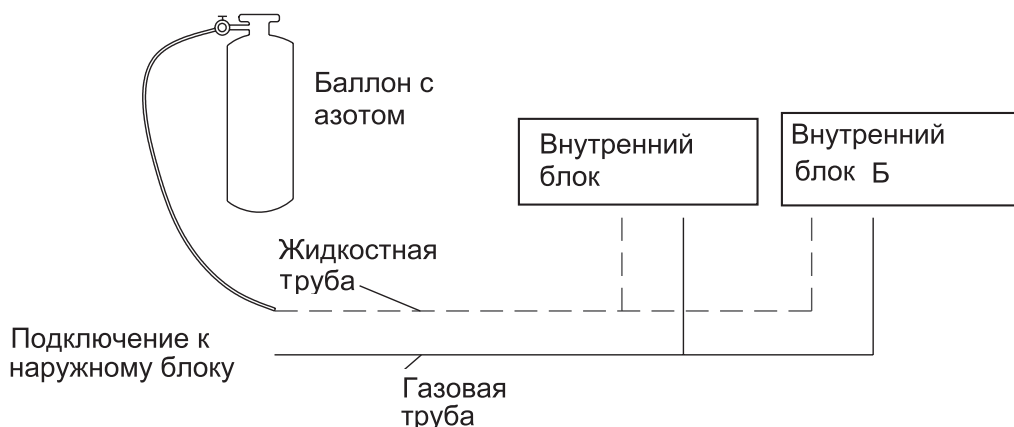 Баллон с
азотом
Внутренний
блок
Внутренний
блок Б
Жидкостная
труба
Подключение к
наружному блоку
Газовая
труба